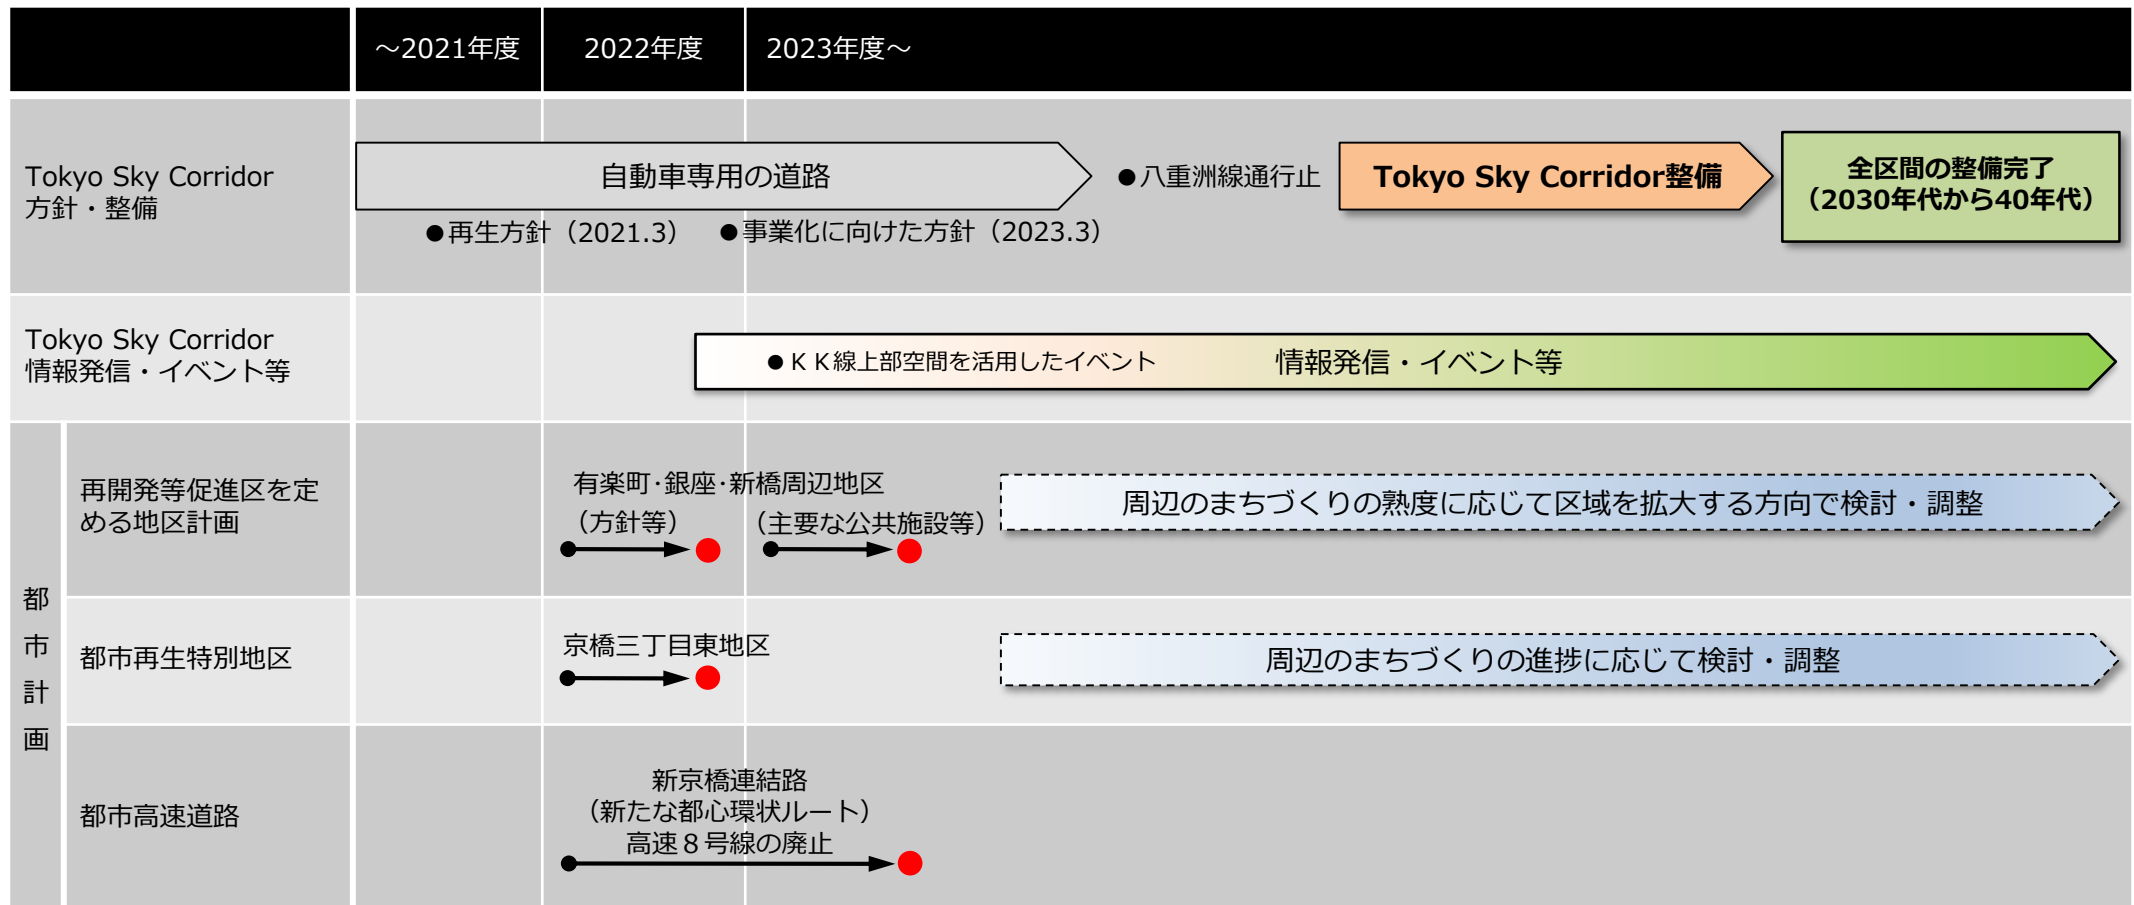 ～2021年度
2022年度
2023年度～
Tokyo Sky Corridor
方針・整備
自動車専用の道路
●八重洲線通行止
Tokyo Sky Corridor整備
全区間の整備完了
（2030年代から40年代）
●再生方針（2021.3）
●事業化に向けた方針（2023.3）
Tokyo Sky Corridor
情報発信・イベント等
●ＫＫ線上部空間を活用したイベント
情報発信・イベント等
都市計画
再開発等促進区を定
める地区計画
有楽町･銀座･新橋周辺地区
（方針等）
（主要な公共施設等）
周辺のまちづくりの熟度に応じて区域を拡大する方向で検討・調整
都市再生特別地区
京橋三丁目東地区
周辺のまちづくりの進捗に応じて検討・調整
都市高速道路
新京橋連結路
（新たな都心環状ルート）
高速８号線の廃止